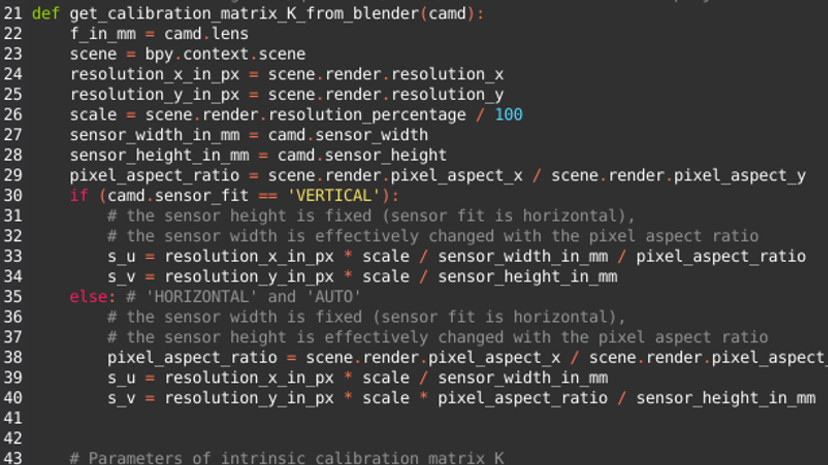 21 def get_calibration_matrix_K_from_blender(camd):
22     f_in_mm = camd.lens
23     scene = bpy.context.scene
24     resolution_x_in_px = scene.render.resolution_x
25     resolution_y_in_px = scene.render.resolution_y
26     scale = scene.render.resolution_percentage / 100
27     sensor_width_in_mm = camd.sensor_width
28     sensor_height_in_mm = camd.sensor_height
29     pixel_aspect_ratio = scene.render.pixel_aspect_x / scene.render.pixel_aspect_y
30     if (camd.sensor_fit == 'VERTICAL'):
31         # the sensor height is fixed (sensor fit is horizontal),
32         # the sensor width is effectively changed with the pixel aspect ratio
33         s_u = resolution_x_in_px * scale / sensor_width_in_mm / pixel_aspect_ratio
34         s_v = resolution_y_in_px * scale / sensor_height_in_mm
35     else: # 'HORIZONTAL' and 'AUTO'
36         # the sensor width is fixed (sensor fit is horizontal),
37         # the sensor height is effectively changed with the pixel aspect ratio
38         pixel_aspect_ratio = scene.render.pixel_aspect_x / scene.render.pixel_aspect_
39         s_u = resolution_x_in_px * scale / sensor_width_in_mm
40         s_v = resolution_y_in_px * scale * pixel_aspect_ratio / sensor_height_in_mm
41
42
43     # Parameters of intrinsic calibration matrix K